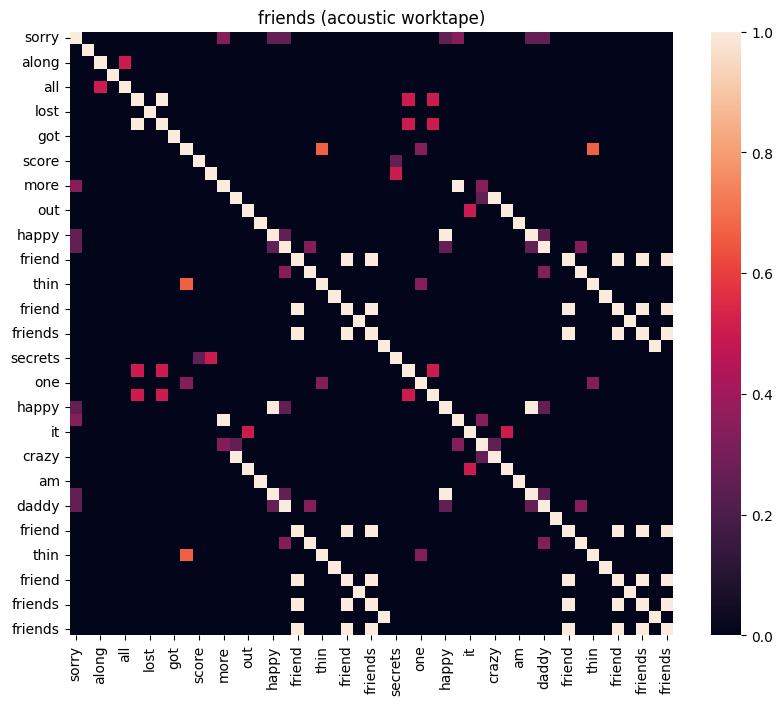 friends (acoustic worktape)
sorry
along
all
lost
got
score
more
out
happy
friend
thin
friend
friends
secrets
one
happy
it
crazy
am
daddy
friend
thin
friend
friends
friends
sorry along all lost got score more out happy friend thin friend friends secrets one happy it crazy am daddy friend thin friend friends friends
1.0
0.8
0.6
0.4
0.2
0.0